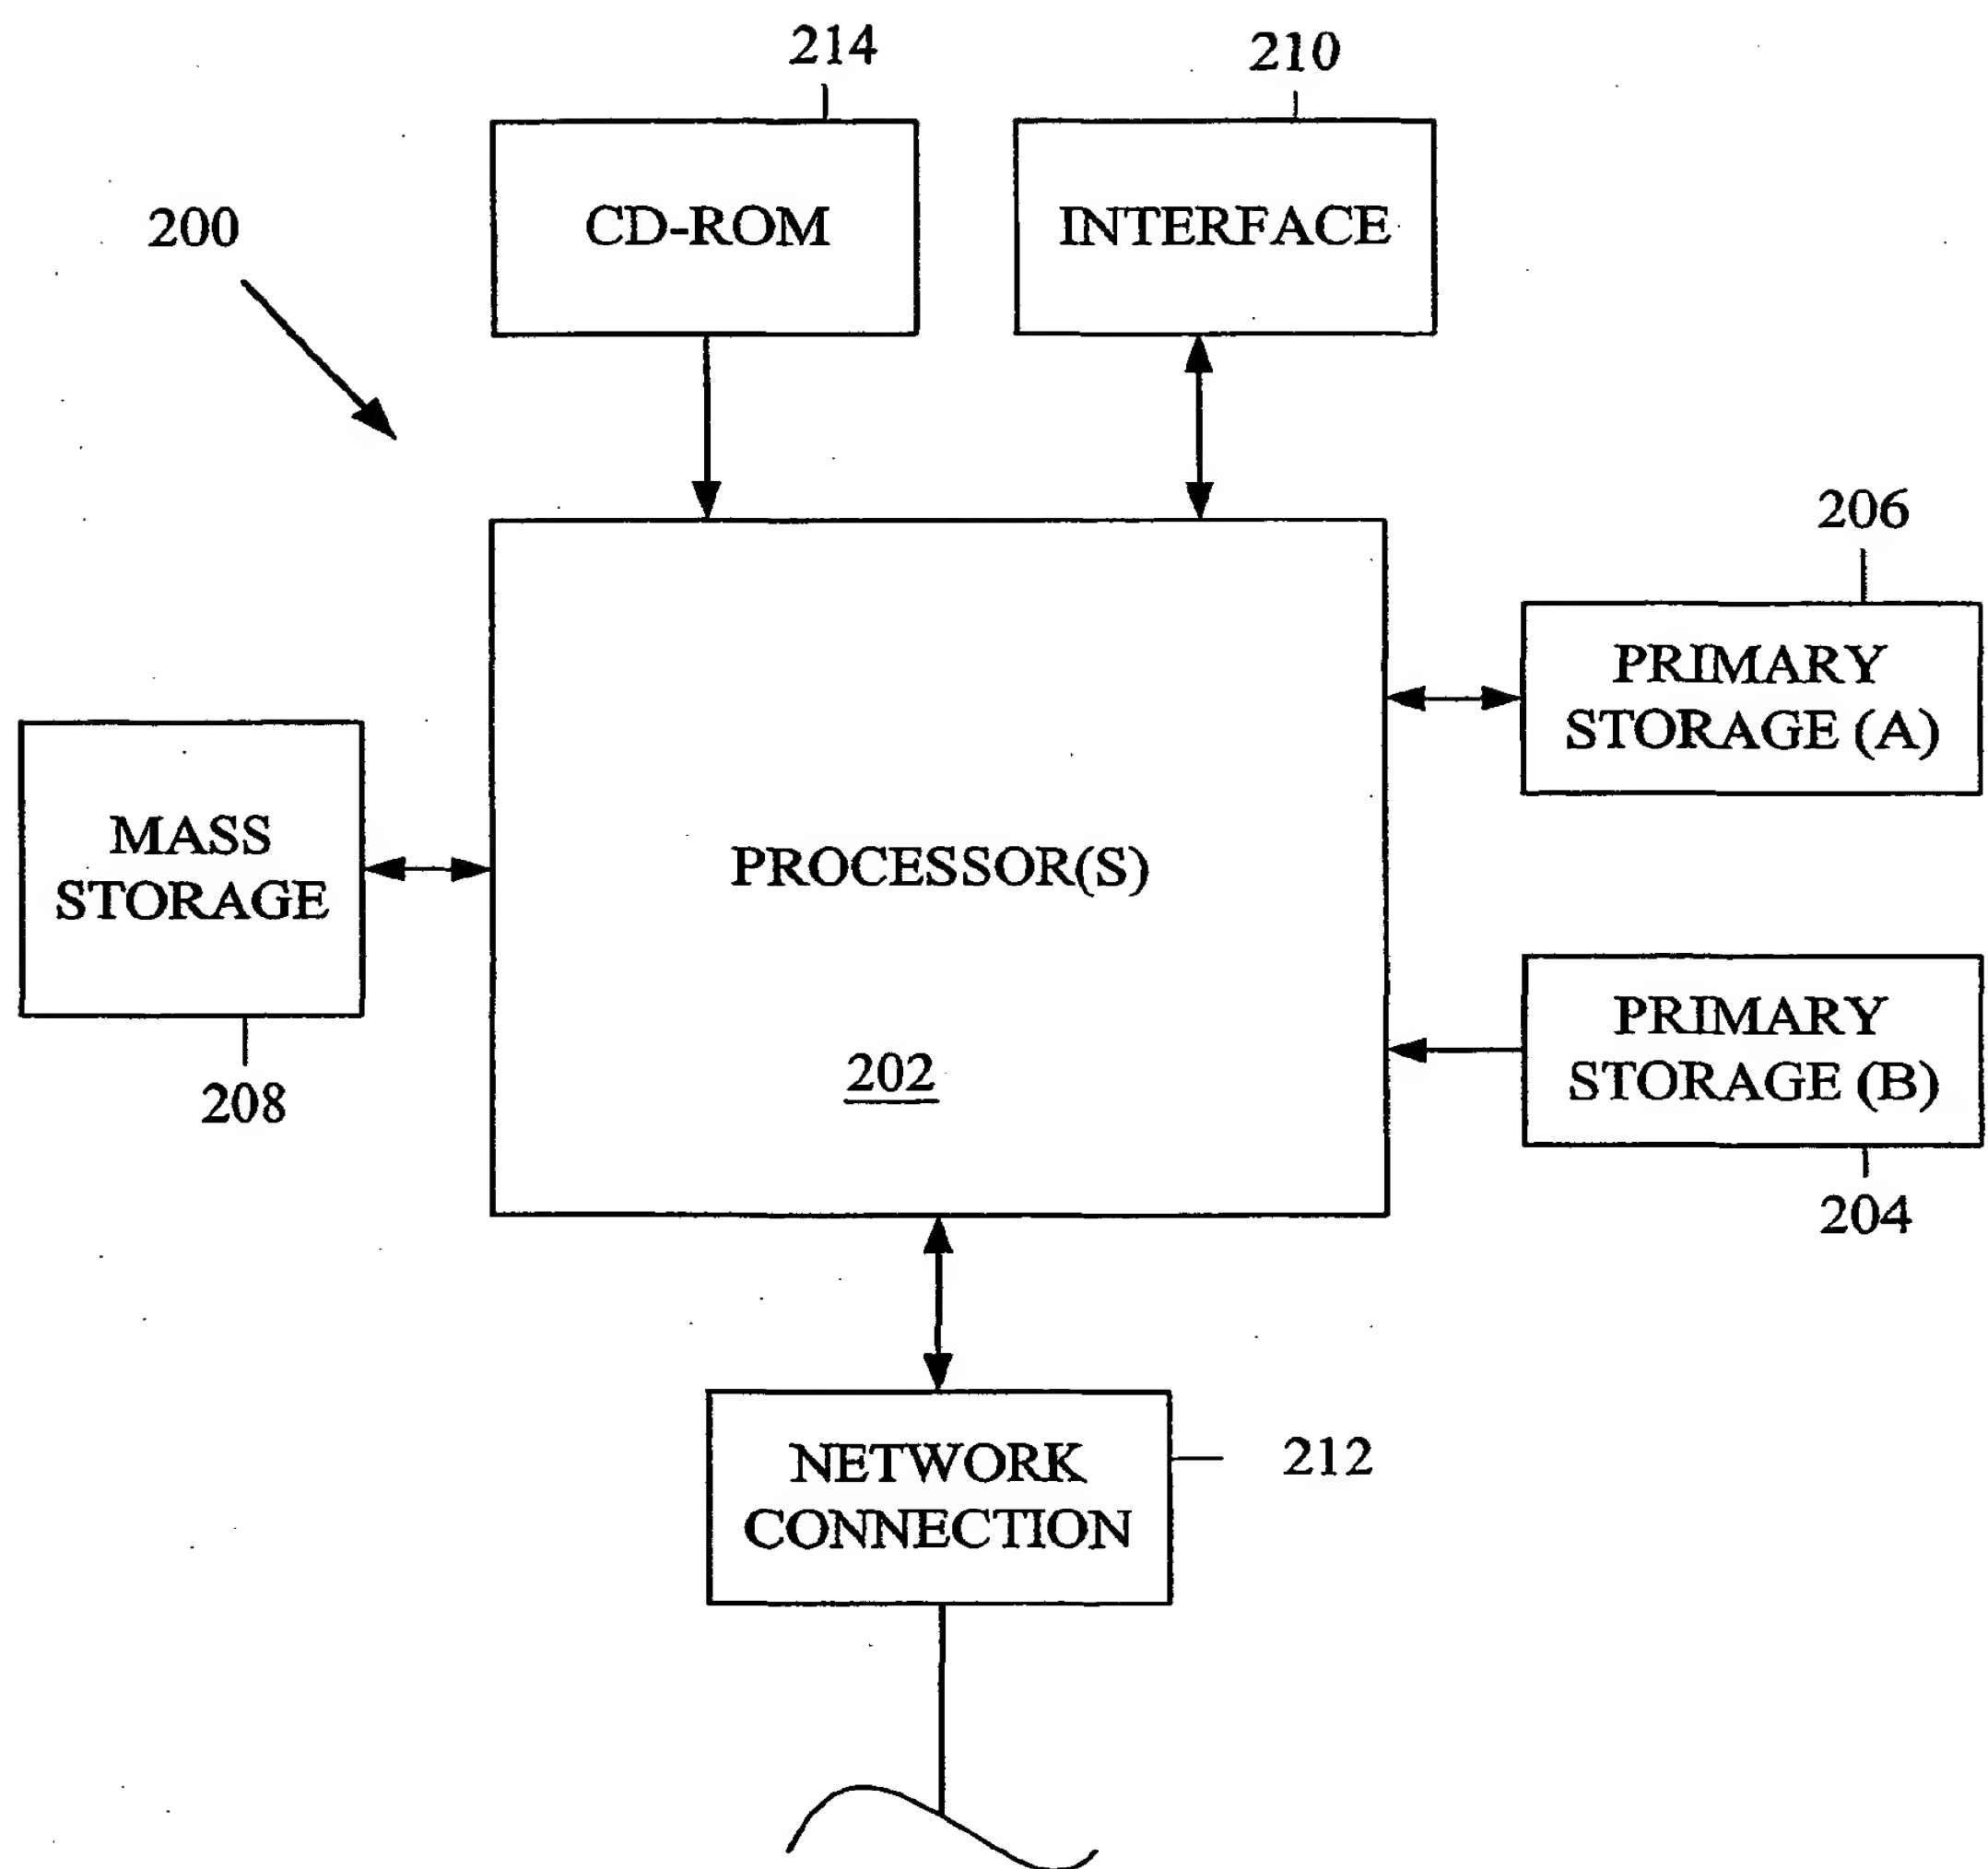 214
210
200
CD-ROM
INTERFACE
206
PRIMARY
STORAGE (A)
MASS
STORAGE
PROCESSOR(S)
PRIMARY
STORAGE (B)
202
208
204
NETWORK
CONNECTION
212